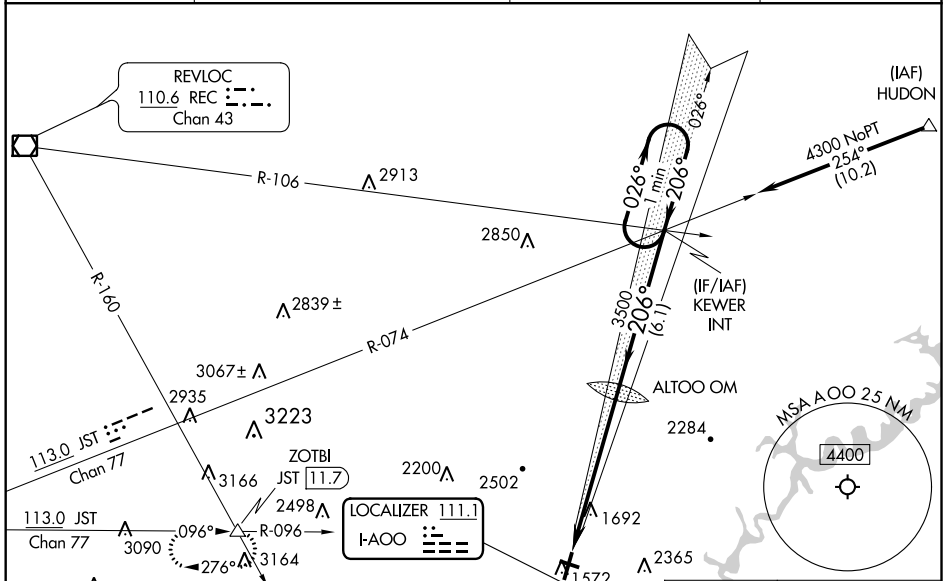 REVLOC
110.6 REC
Chan 43
(IAF)
HUDON
4300 NoPT
254°
(10.2)
026°
026°
1 min
206°
R-106
2913
2850
(IF/IAF)
KEWER
INT
R-160
2839 ±
3500
206°
(6.1)
R-074
3067 ±
2935
ALTOO OM
3223
MSA AOO 25 NM
4400
113.0 JST
Chan 77
2284
ZOTBI
JST 11.7
3166
2200
2502
2498
LOCALIZER 111.1
I-AOO
1692
113.0 JST
Chan 77
096°
R-096
3090
276°
3164
2365
1572